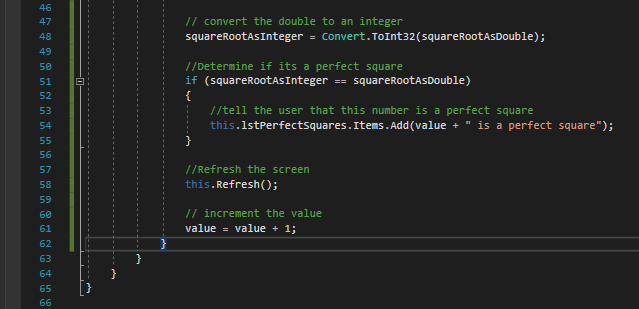 46
47 // convert the double to an integer
48 squareRootAsInteger = Convert.ToInt32(squareRootAsDouble);
49
50 //Determine if its a perfect square
51 if (squareRootAsInteger == squareRootAsDouble)
52 {
53 //tell the user that this number is a perfect square
54 this.lstPerfectSquares.Items.Add(value + " is a perfect square");
55 }
56
57 //Refresh the screen
58 this.Refresh();
59
60 // increment the value
61 value = value + 1;
62 }
63 }
64 }
65 }
66